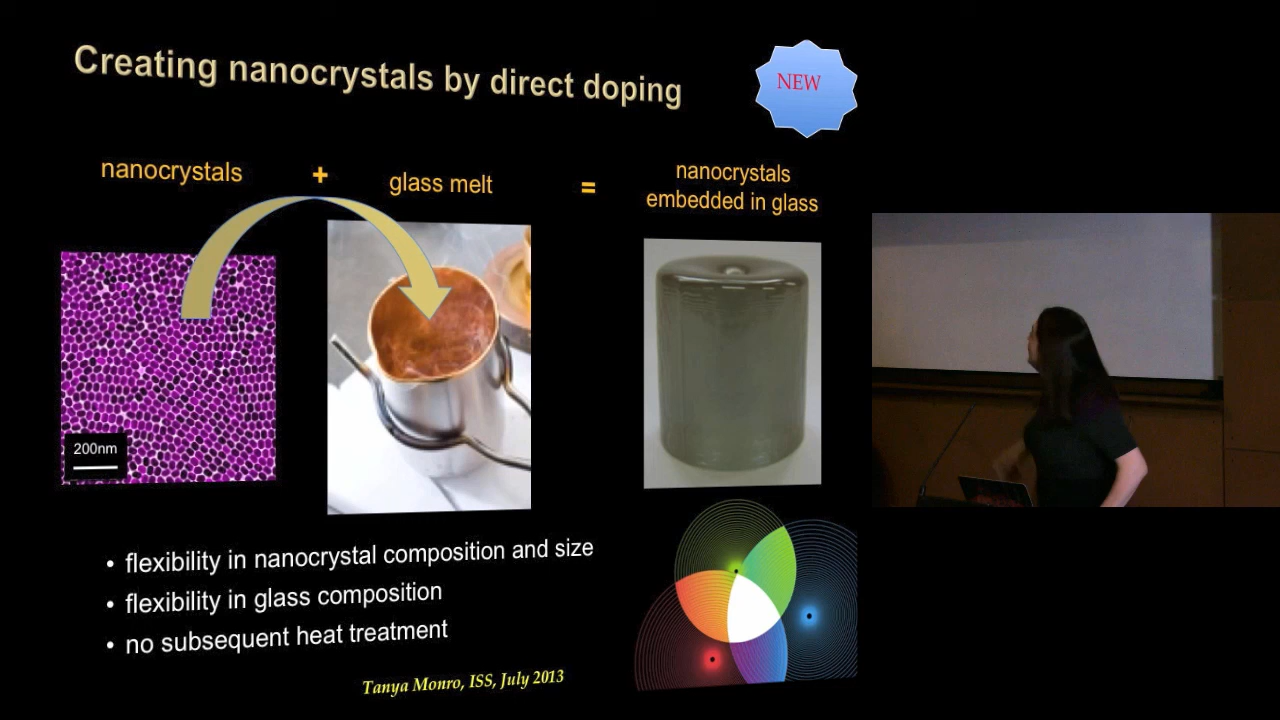 Creating nanocrystals by direct doping
NEW
nanocrystals + glass melt = nanocrystals
embedded in glass
200nm
• flexibility in nanocrystal composition and size
• flexibility in glass composition
• no subsequent heat treatment
Tanya Monro, ISS, July 2013